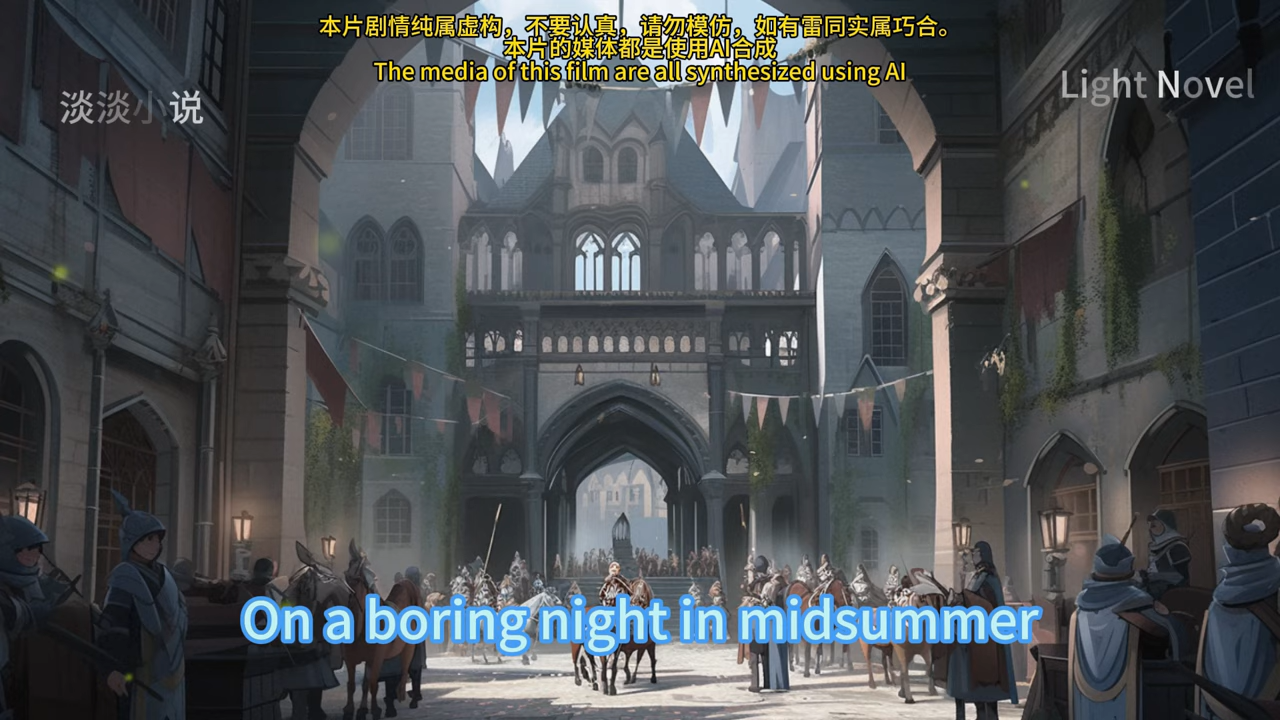 本片剧情纯属虚构，不要认真，请勿模仿，如有雷同实属巧合。
本片的媒体都是使用AI合成
The media of this film are all synthesized using AI
淡淡小说
Light Novel
On a boring night in midsummer